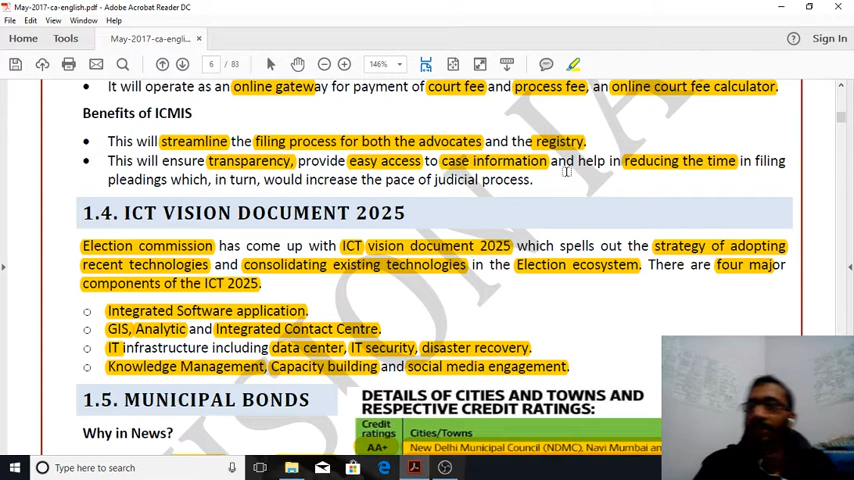 May-2017-ca-english.pdf - Adobe Acrobat Reader DC
File Edit View Window Help
Home Tools May-2017-ca-engli... × Sign In
6 / 83 146%
• It will operate as an online gateway for payment of court fee and process fee, an online court fee calculator.
Benefits of ICMIS
• This will streamline the filing process for both the advocates and the registry.
• This will ensure transparency, provide easy access to case information and help in reducing the time in filing
pleadings which, in turn, would increase the pace of judicial process.
1.4. ICT VISION DOCUMENT 2025
Election commission has come up with ICT vision document 2025 which spells out the strategy of adopting
recent technologies and consolidating existing technologies in the Election ecosystem. There are four major
components of the ICT 2025.
○ Integrated Software application.
○ GIS, Analytic and Integrated Contact Centre.
○ IT infrastructure including data center, IT security, disaster recovery.
○ Knowledge Management, Capacity building and social media engagement.
1.5. MUNICIPAL BONDS
Why in News?
DETAILS OF CITIES AND TOWNS AND
RESPECTIVE CREDIT RATINGS:
Credit
ratings
Cities/Towns
AA+ New Delhi Municipal Council (NDMC), Navi Mumbai an
VISION IA
Type here to search